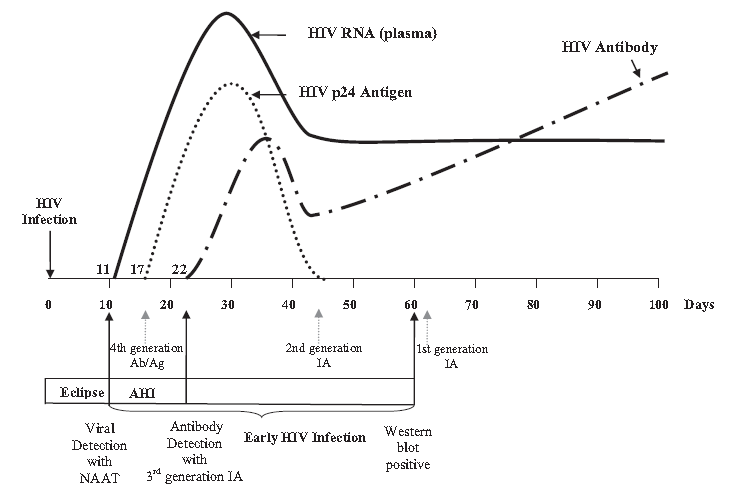 HIV RNA (plasma)
HIV Antibody
HIV p24 Antigen
HIV
Infection
11 17 22
0 10 20 30 40 50 60 70 80 90 100 Days
4th generation
Ab/Ag
2nd generation
IA
1st generation
IA
Eclipse AHI
Viral
Detection
with
NAAT
Antibody
Detection
with
3rd generation IA
Early HIV Infection
Western
blot
positive